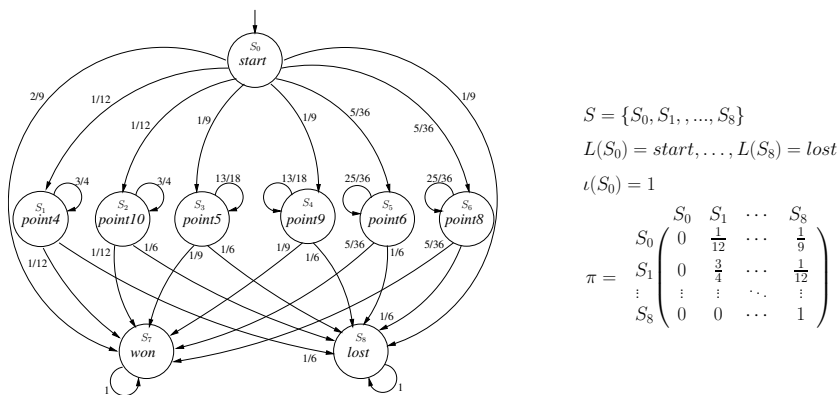 S0
start
2/9
1/12
1/12
1/9
1/9
5/36
5/36
1/9
3/4
3/4
13/18
13/18
25/36
25/36
S1
point4
S2
point10
S3
point5
S4
point9
S5
point6
S6
point8
1/12
1/12
1/6
1/9
1/6
1/9
1/6
5/36
1/6
5/36
1/6
1/6
S7
won
S8
lost
1
1
S = {S0, S1, , ..., S8}
L(S0) = start, . . . , L(S8) = lost
ι(S0) = 1
S0 S1 ··· S8
S0 0 1/12 ··· 1/9
π = S1 0 3/4 ··· 1/12
⋮ ⋮ ⋮ ⋱ ⋮
S8 0 0 ··· 1